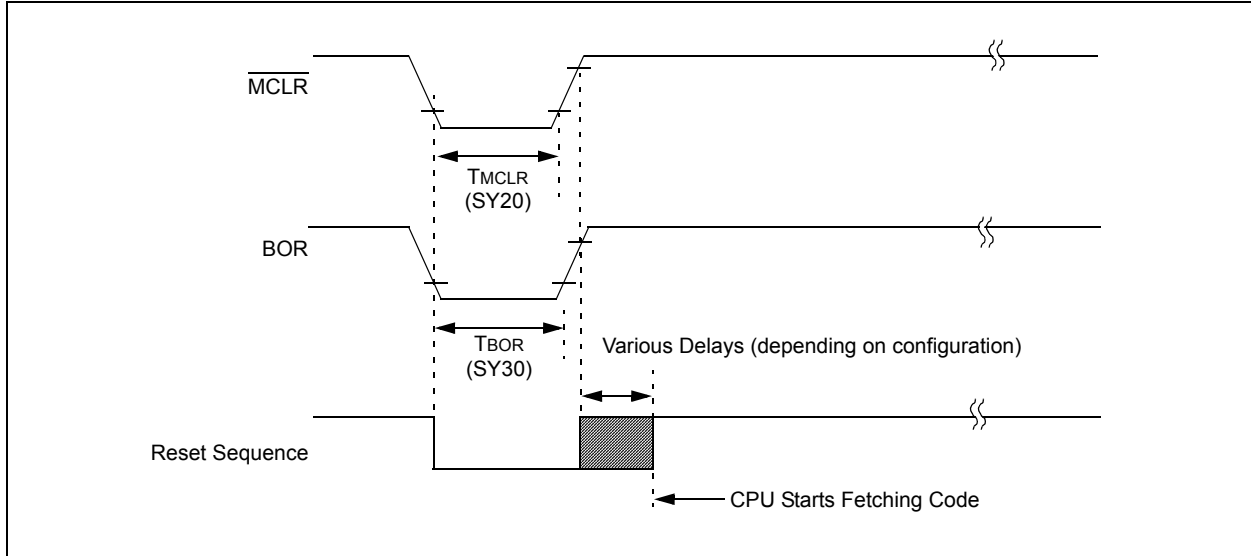 MCLR
TMCLR
(SY20)
BOR
TBOR
(SY30)
Various Delays (depending on configuration)
Reset Sequence
CPU Starts Fetching Code